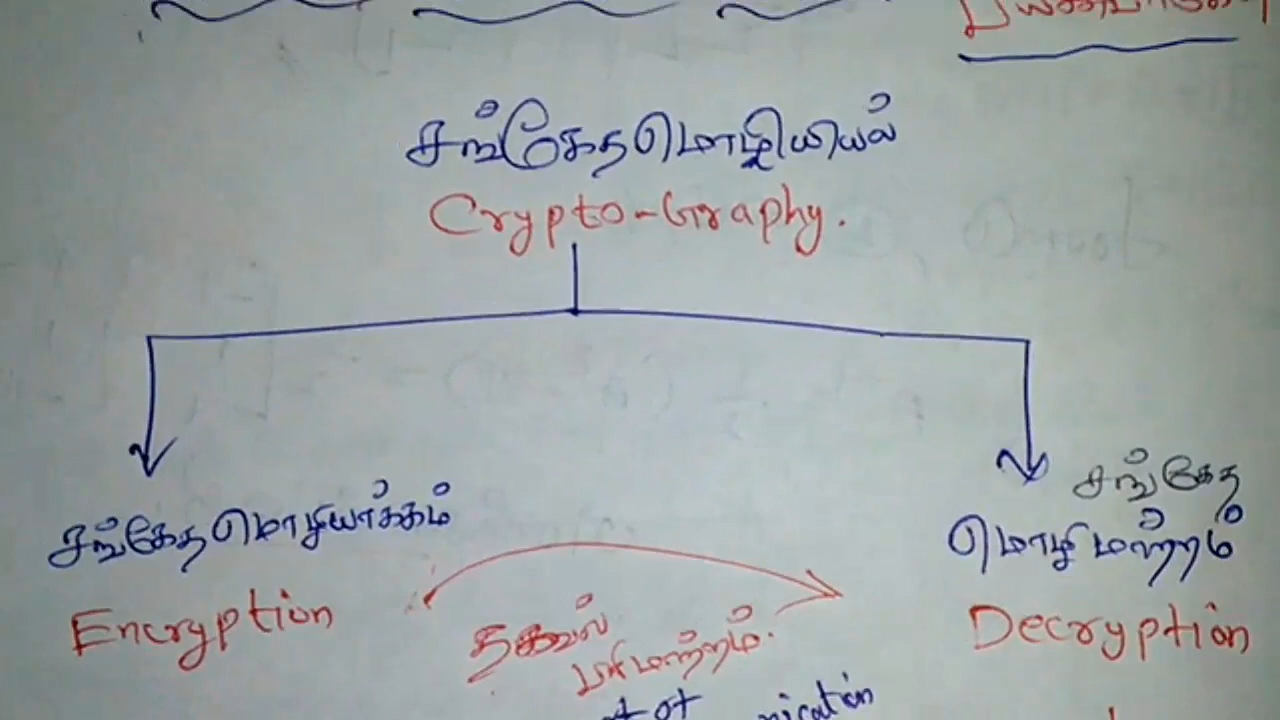 சங்கேதமொழியியல்
Crypto-Graphy.
சங்கேதமொழியாக்கம்
Encryption
தகவல்
பரிமாற்றம்.
சங்கேத
மொழிமாற்றம்
Decryption